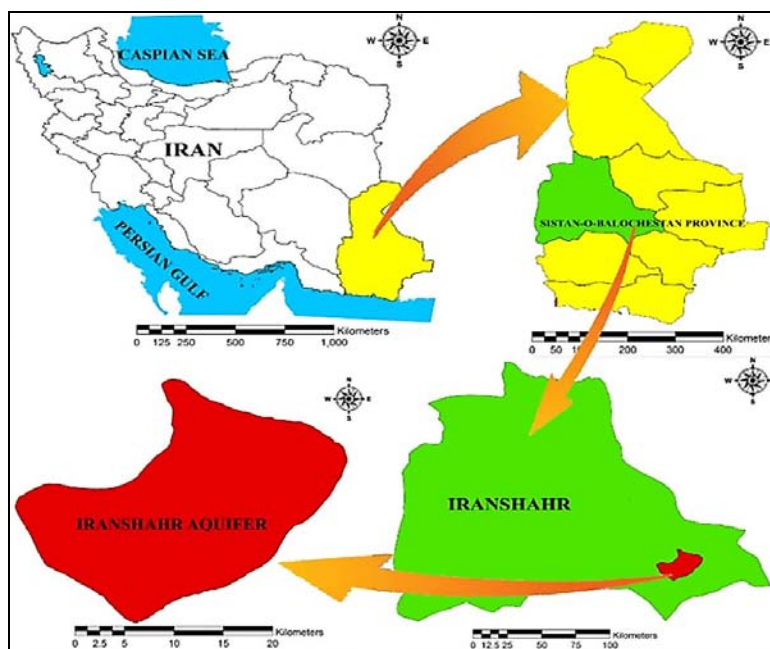 N
W E
S
CASPIAN SEA
IRAN
PERSIAN GULF
Kilometers
0 125 250 500 750 1,000
N
W E
S
SISTAN-O-BALOCHESTAN PROVINCE
Kilometers
0 50 200 300 400
N
W E
S
IRANSHAHR AQUIFER
Kilometers
0 2.5 5 10 15 20
N
W E
S
IRANSHAHR
Kilometers
0 12.5 25 50 75 100